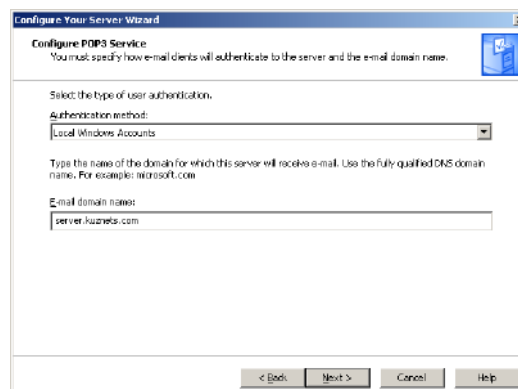 Configure Your Server Wizard
Configure POP3 Service
You must specify how e-mail clients will authenticate to the server and the e-mail domain name.
Select the type of user authentication.
Authentication method:
Local Windows Accounts
Type the name of the domain for which this server will receive e-mail. Use the fully qualified DNS domain
name. For example: microsoft.com
E-mail domain name:
server.kuznets.com
< Back Next > Cancel Help